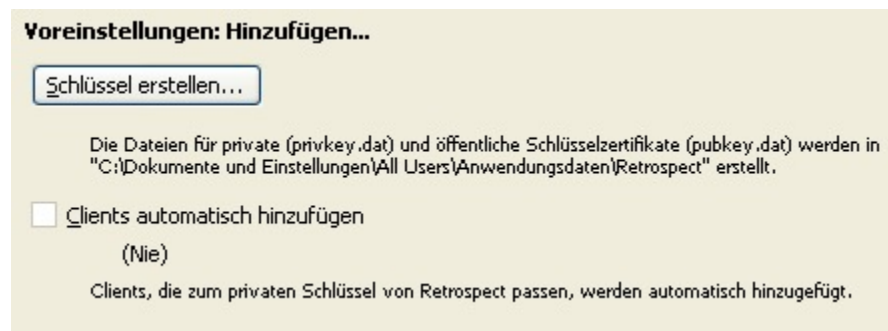 Voreinstellungen: Hinzufügen...
Schlüssel erstellen...
Die Dateien für private (privkey.dat) und öffentliche Schlüsselzertifikate (pubkey.dat) werden in
"C:\Dokumente und Einstellungen\All Users\Anwendungsdaten\Retrospect" erstellt.
Clients automatisch hinzufügen
(Nie)
Clients, die zum privaten Schlüssel von Retrospect passen, werden automatisch hinzugefügt.